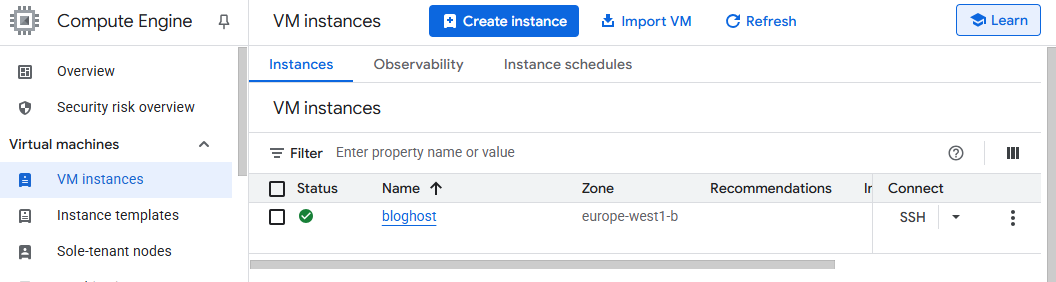 Compute Engine
VM instances
Create instance
Import VM
Refresh
Learn
Overview
Security risk overview
Virtual machines
VM instances
Instance templates
Sole-tenant nodes
Instances Observability Instance schedules
VM instances
Filter Enter property name or value
Status Name Zone Recommendations Connect
bloghost europe-west1-b SSH